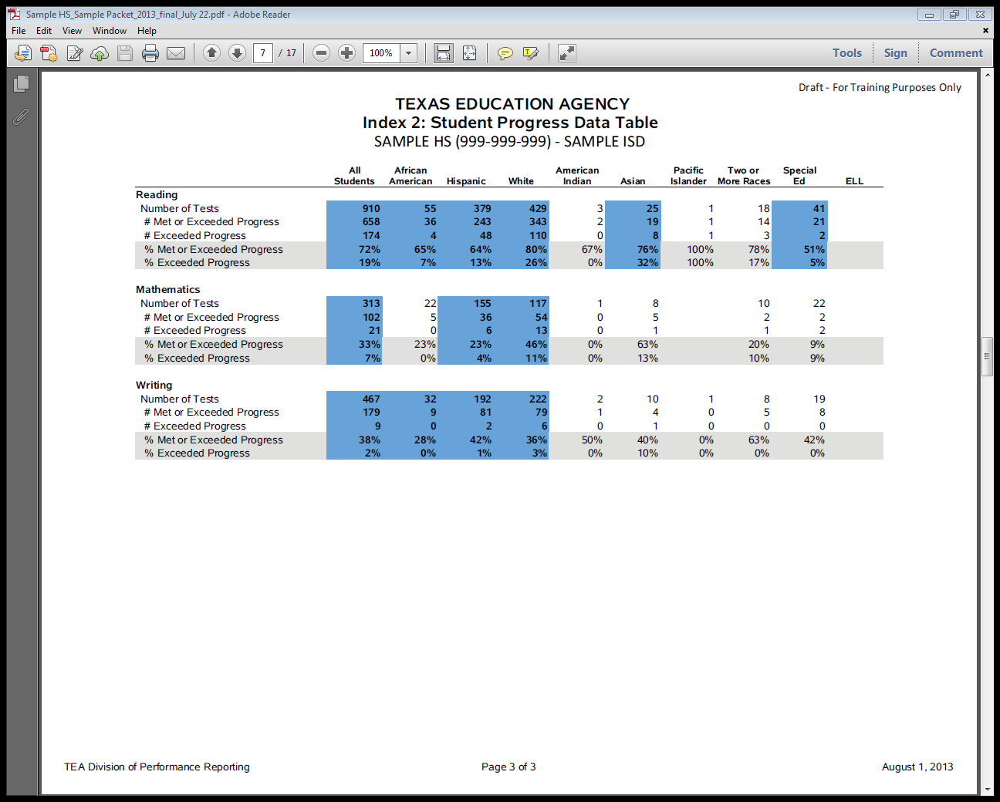 Sample HS_Sample Packet_2013_final_July 22.pdf - Adobe Reader
File Edit View Window Help
7 / 17 100% Tools Sign Comment
Draft - For Training Purposes Only
TEXAS EDUCATION AGENCY
Index 2: Student Progress Data Table
SAMPLE HS (999-999-999) - SAMPLE ISD
All African American Pacific Two or Special
Students American Hispanic White Indian Asian Islander More Races Ed ELL
Reading
Number of Tests 910 55 379 429 3 25 1 18 41
# Met or Exceeded Progress 658 36 243 343 2 19 1 14 21
# Exceeded Progress 174 4 48 110 0 8 1 3 2
% Met or Exceeded Progress 72% 65% 64% 80% 67% 76% 100% 78% 51%
% Exceeded Progress 19% 7% 13% 26% 0% 32% 100% 17% 5%
Mathematics
Number of Tests 313 22 155 117 1 8 10 22
# Met or Exceeded Progress 102 5 36 54 0 5 2 2
# Exceeded Progress 21 0 6 13 0 1 1 2
% Met or Exceeded Progress 33% 23% 23% 46% 0% 63% 20% 9%
% Exceeded Progress 7% 0% 4% 11% 0% 13% 10% 9%
Writing
Number of Tests 467 32 192 222 2 10 1 8 19
# Met or Exceeded Progress 179 9 81 79 1 4 0 5 8
# Exceeded Progress 9 0 2 6 0 1 0 0 0
% Met or Exceeded Progress 38% 28% 42% 36% 50% 40% 0% 63% 42%
% Exceeded Progress 2% 0% 1% 3% 0% 10% 0% 0% 0%
TEA Division of Performance Reporting Page 3 of 3 August 1, 2013